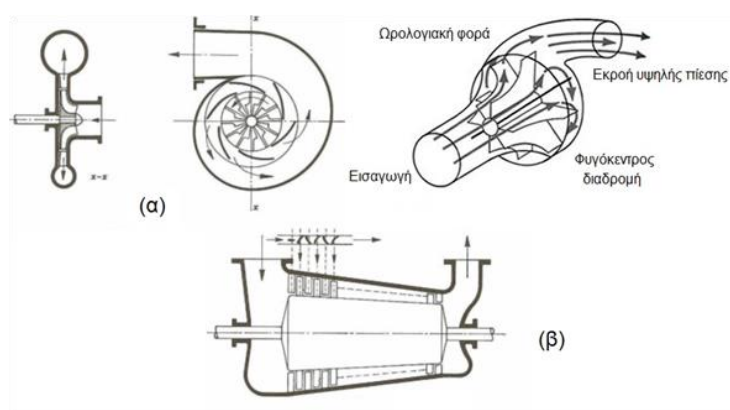 x
Ωρολογιακή φορά
Εκροή υψηλής πίεσης
Εισαγωγή
Φυγόκεντρος
διαδρομή
x-x
x
(α)
(β)